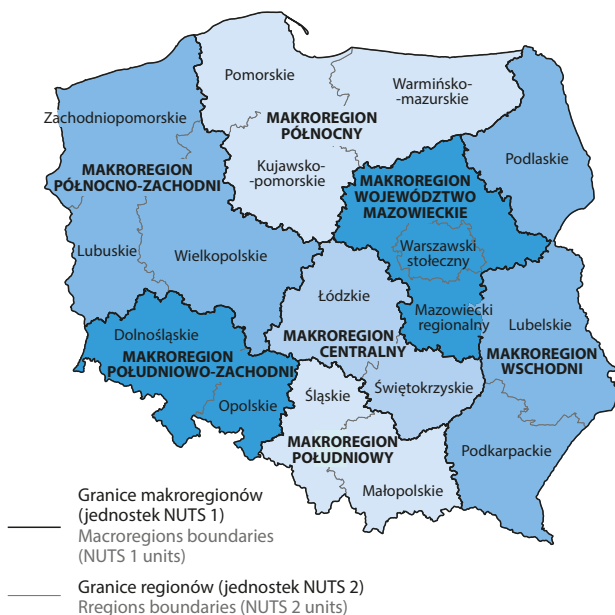 Pomorskie
Warmińsko-
-mazurskie
Zachodniopomorskie
MAKROREGION
PÓŁNOCNY
Podlaskie
MAKROREGION
PÓŁNOCNO-ZACHODNI
Kujawsko-
-pomorskie
MAKROREGION
WOJEWÓDZTWO
MAZOWIECKIE
Lubuskie
Wielkopolskie
Warszawski
stołeczny
Łódzkie
Mazowiecki
regionalny
Dolnośląskie
MAKROREGION
CENTRALNY
Lubelskie
MAKROREGION
POŁUDNIOWO-ZACHODNI
MAKROREGION
WSCHODNI
Opolskie
Śląskie
Świętokrzyskie
MAKROREGION
POŁUDNIOWY
Podkarpackie
Małopolskie
Granice makroregionów
(jednostek NUTS 1)
Macroregions boundaries
(NUTS 1 units)
Granice regionów (jednostek NUTS 2)
Rregions boundaries (NUTS 2 units)